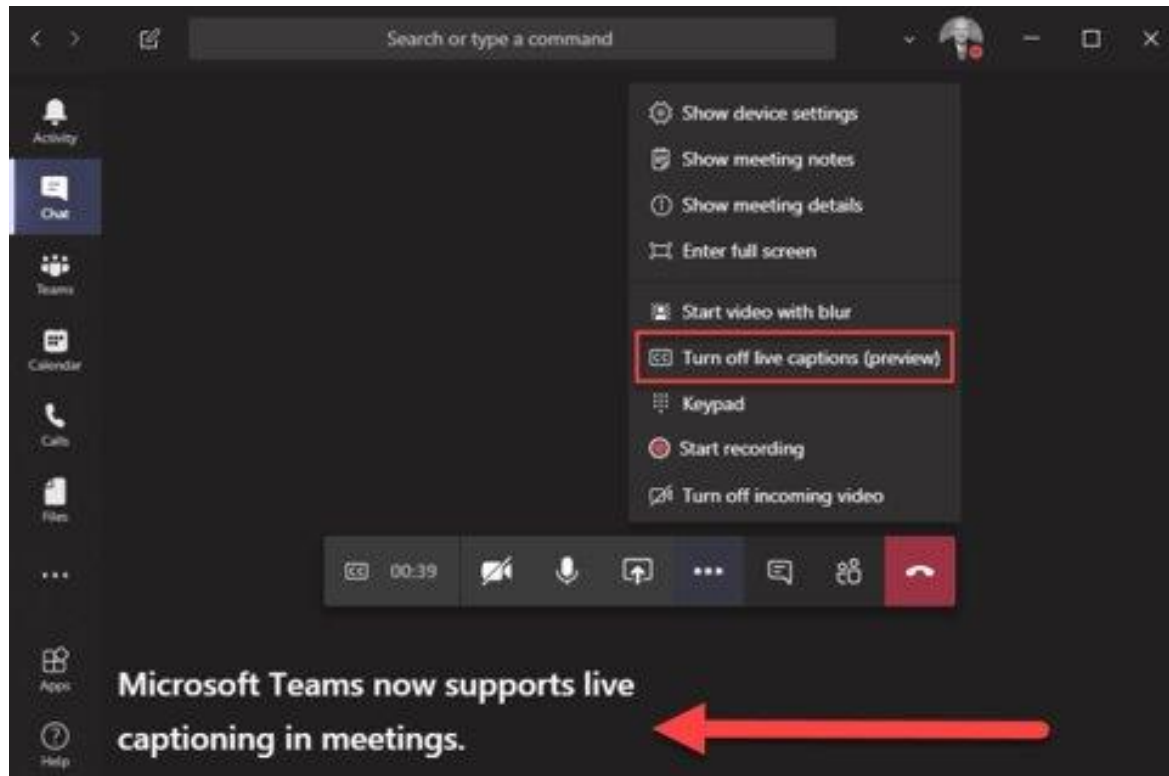 Search or type a command
Activity
Chat
Teams
Calendar
Calls
Files
Apps
Help
Show device settings
Show meeting notes
Show meeting details
Enter full screen
Start video with blur
CC Turn off live captions (preview)
Keypad
Start recording
Turn off incoming video
CC 00:39
Microsoft Teams now supports live
captioning in meetings.